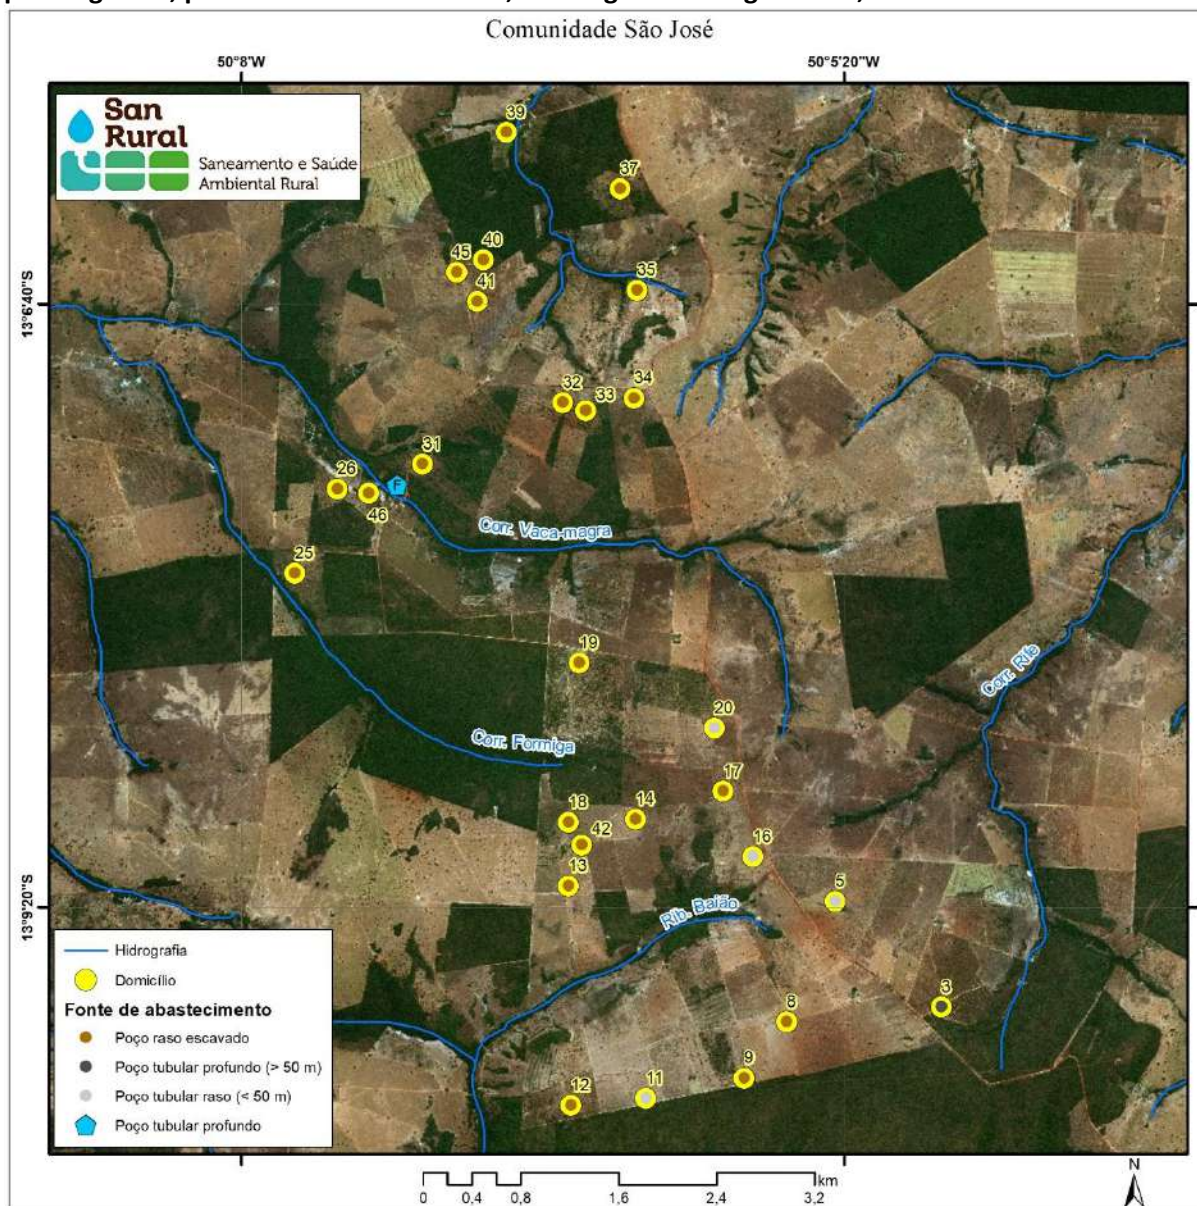 Comunidade São José
50°8'W
50°5'20"W
San
Rural
Saneamento e Saúde
Ambiental Rural
39
37
40
45
41
35
13°6'40"S
32
33
34
31
26
F
46
Corr. Vaca-magra
25
19
Corr. Rife
20
Corr. Formiga
17
18
14
42
16
13
5
Rib. Baião
13°9'20"S
3
8
9
11
12
Hidrografia
Domicílio
Fonte de abastecimento
Poço raso escavado
Poço tubular profundo (> 50 m)
Poço tubular raso (< 50 m)
Poço tubular profundo
N
km
0 0,4 0,8 1,6 2,4 3,2